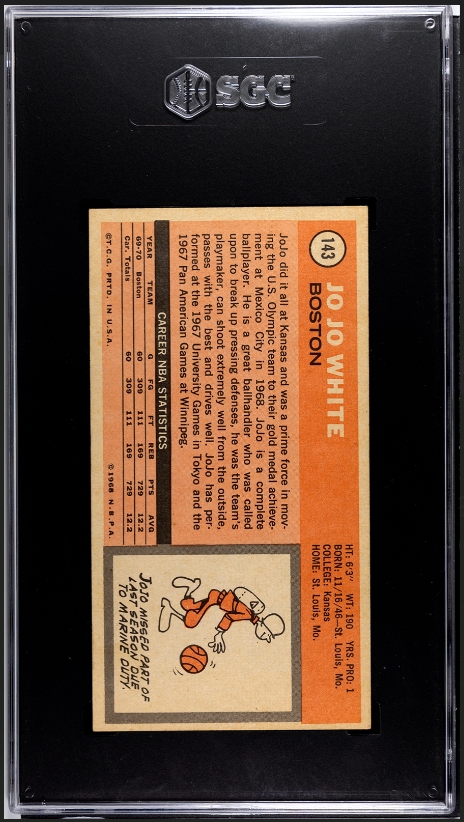 SGC
143
JO JO WHITE
BOSTON
HT: 6'3" WT: 190 YRS. PRO: 1
BORN: 11/16/46—St. Louis, Mo.
COLLEGE: Kansas
HOME: St. Louis, Mo.
JoJo did it all at Kansas and was a prime force in mov-
ing the U.S. Olympic team to their gold medal achieve-
ment at Mexico City in 1968. JoJo is a complete
ballplayer. He is a great ballhandler who was called
upon to break up pressing defenses, he was the team's
playmaker, can shoot extremely well from the outside,
passes with the best and drives well. JoJo has per-
formed at the 1967 University Games in Tokyo and the
1967 Pan American Games at Winnipeg.
CAREER NBA STATISTICS
YEAR TEAM G FG FT REB PTS AVG
69-70 Boston 60 309 111 169 729 12.2
Car. Totals 60 309 111 169 729 12.2
©T.C.G. PRTD. IN U.S.A. ©1968 N.B.P.A.
JOJO MISSED PART OF
LAST SEASON DUE
TO MARINE DUTY.